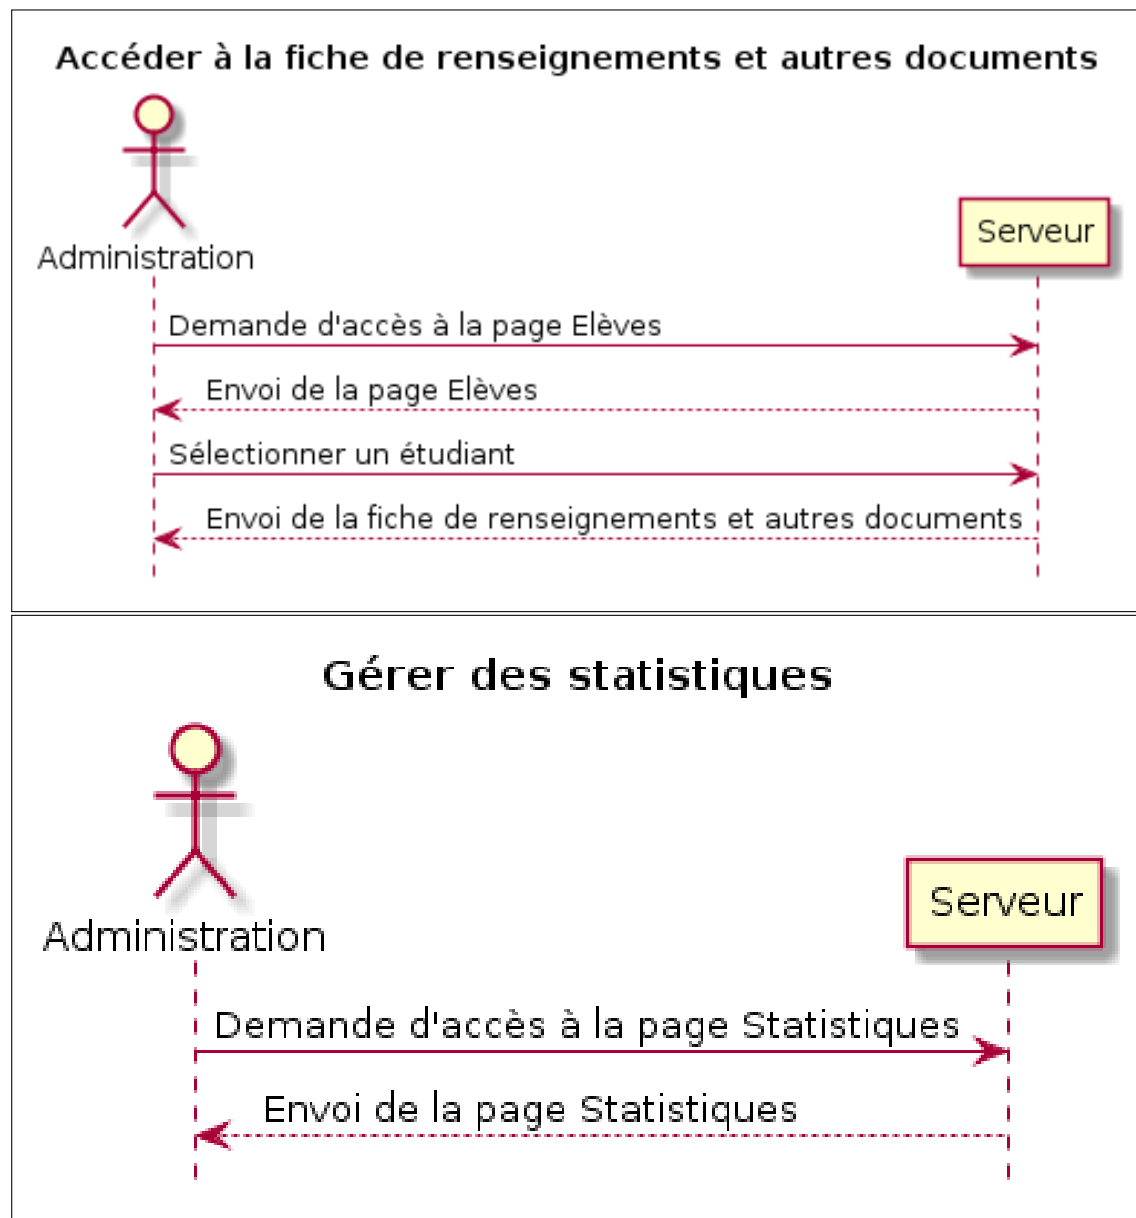 Accéder à la fiche de renseignements et autres documents
Administration
Serveur
Demande d'accès à la page Elèves
Envoi de la page Elèves
Sélectionner un étudiant
Envoi de la fiche de renseignements et autres documents
Gérer des statistiques
Administration
Serveur
Demande d'accès à la page Statistiques
Envoi de la page Statistiques